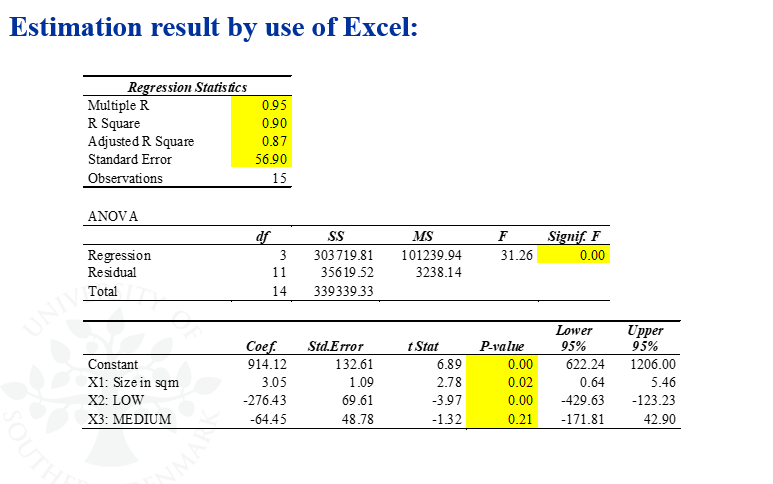 Estimation result by use of Excel:
Regression Statistics
Multiple R 0.95
R Square 0.90
Adjusted R Square 0.87
Standard Error 56.90
Observations 15
ANOVA
df SS MS F Signif. F
Regression 3 303719.81 101239.94 31.26 0.00
Residual 11 35619.52 3238.14
Total 14 339339.33
Coef. Std.Error t Stat P-value Lower 95% Upper 95%
Constant 914.12 132.61 6.89 0.00 622.24 1206.00
X1: Size in sqm 3.05 1.09 2.78 0.02 0.64 5.46
X2: LOW -276.43 69.61 -3.97 0.00 -429.63 -123.23
X3: MEDIUM -64.45 48.78 -1.32 0.21 -171.81 42.90
UNIVERSITY OF
SOUTHERN DENMARK